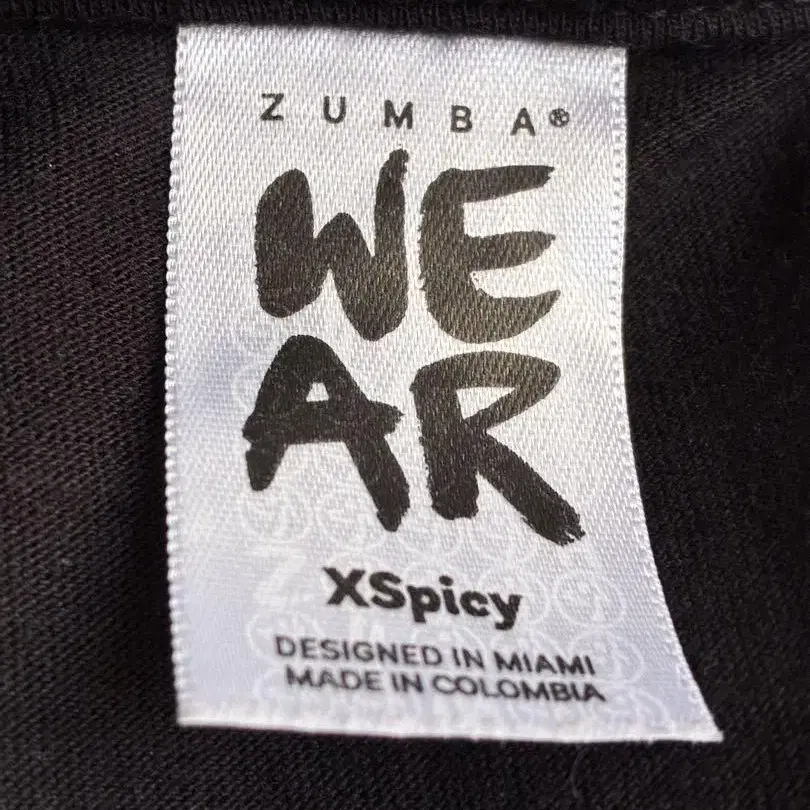 ZUMBA®
WE
AR
XSpicy
DESIGNED IN MIAMI
MADE IN COLOMBIA